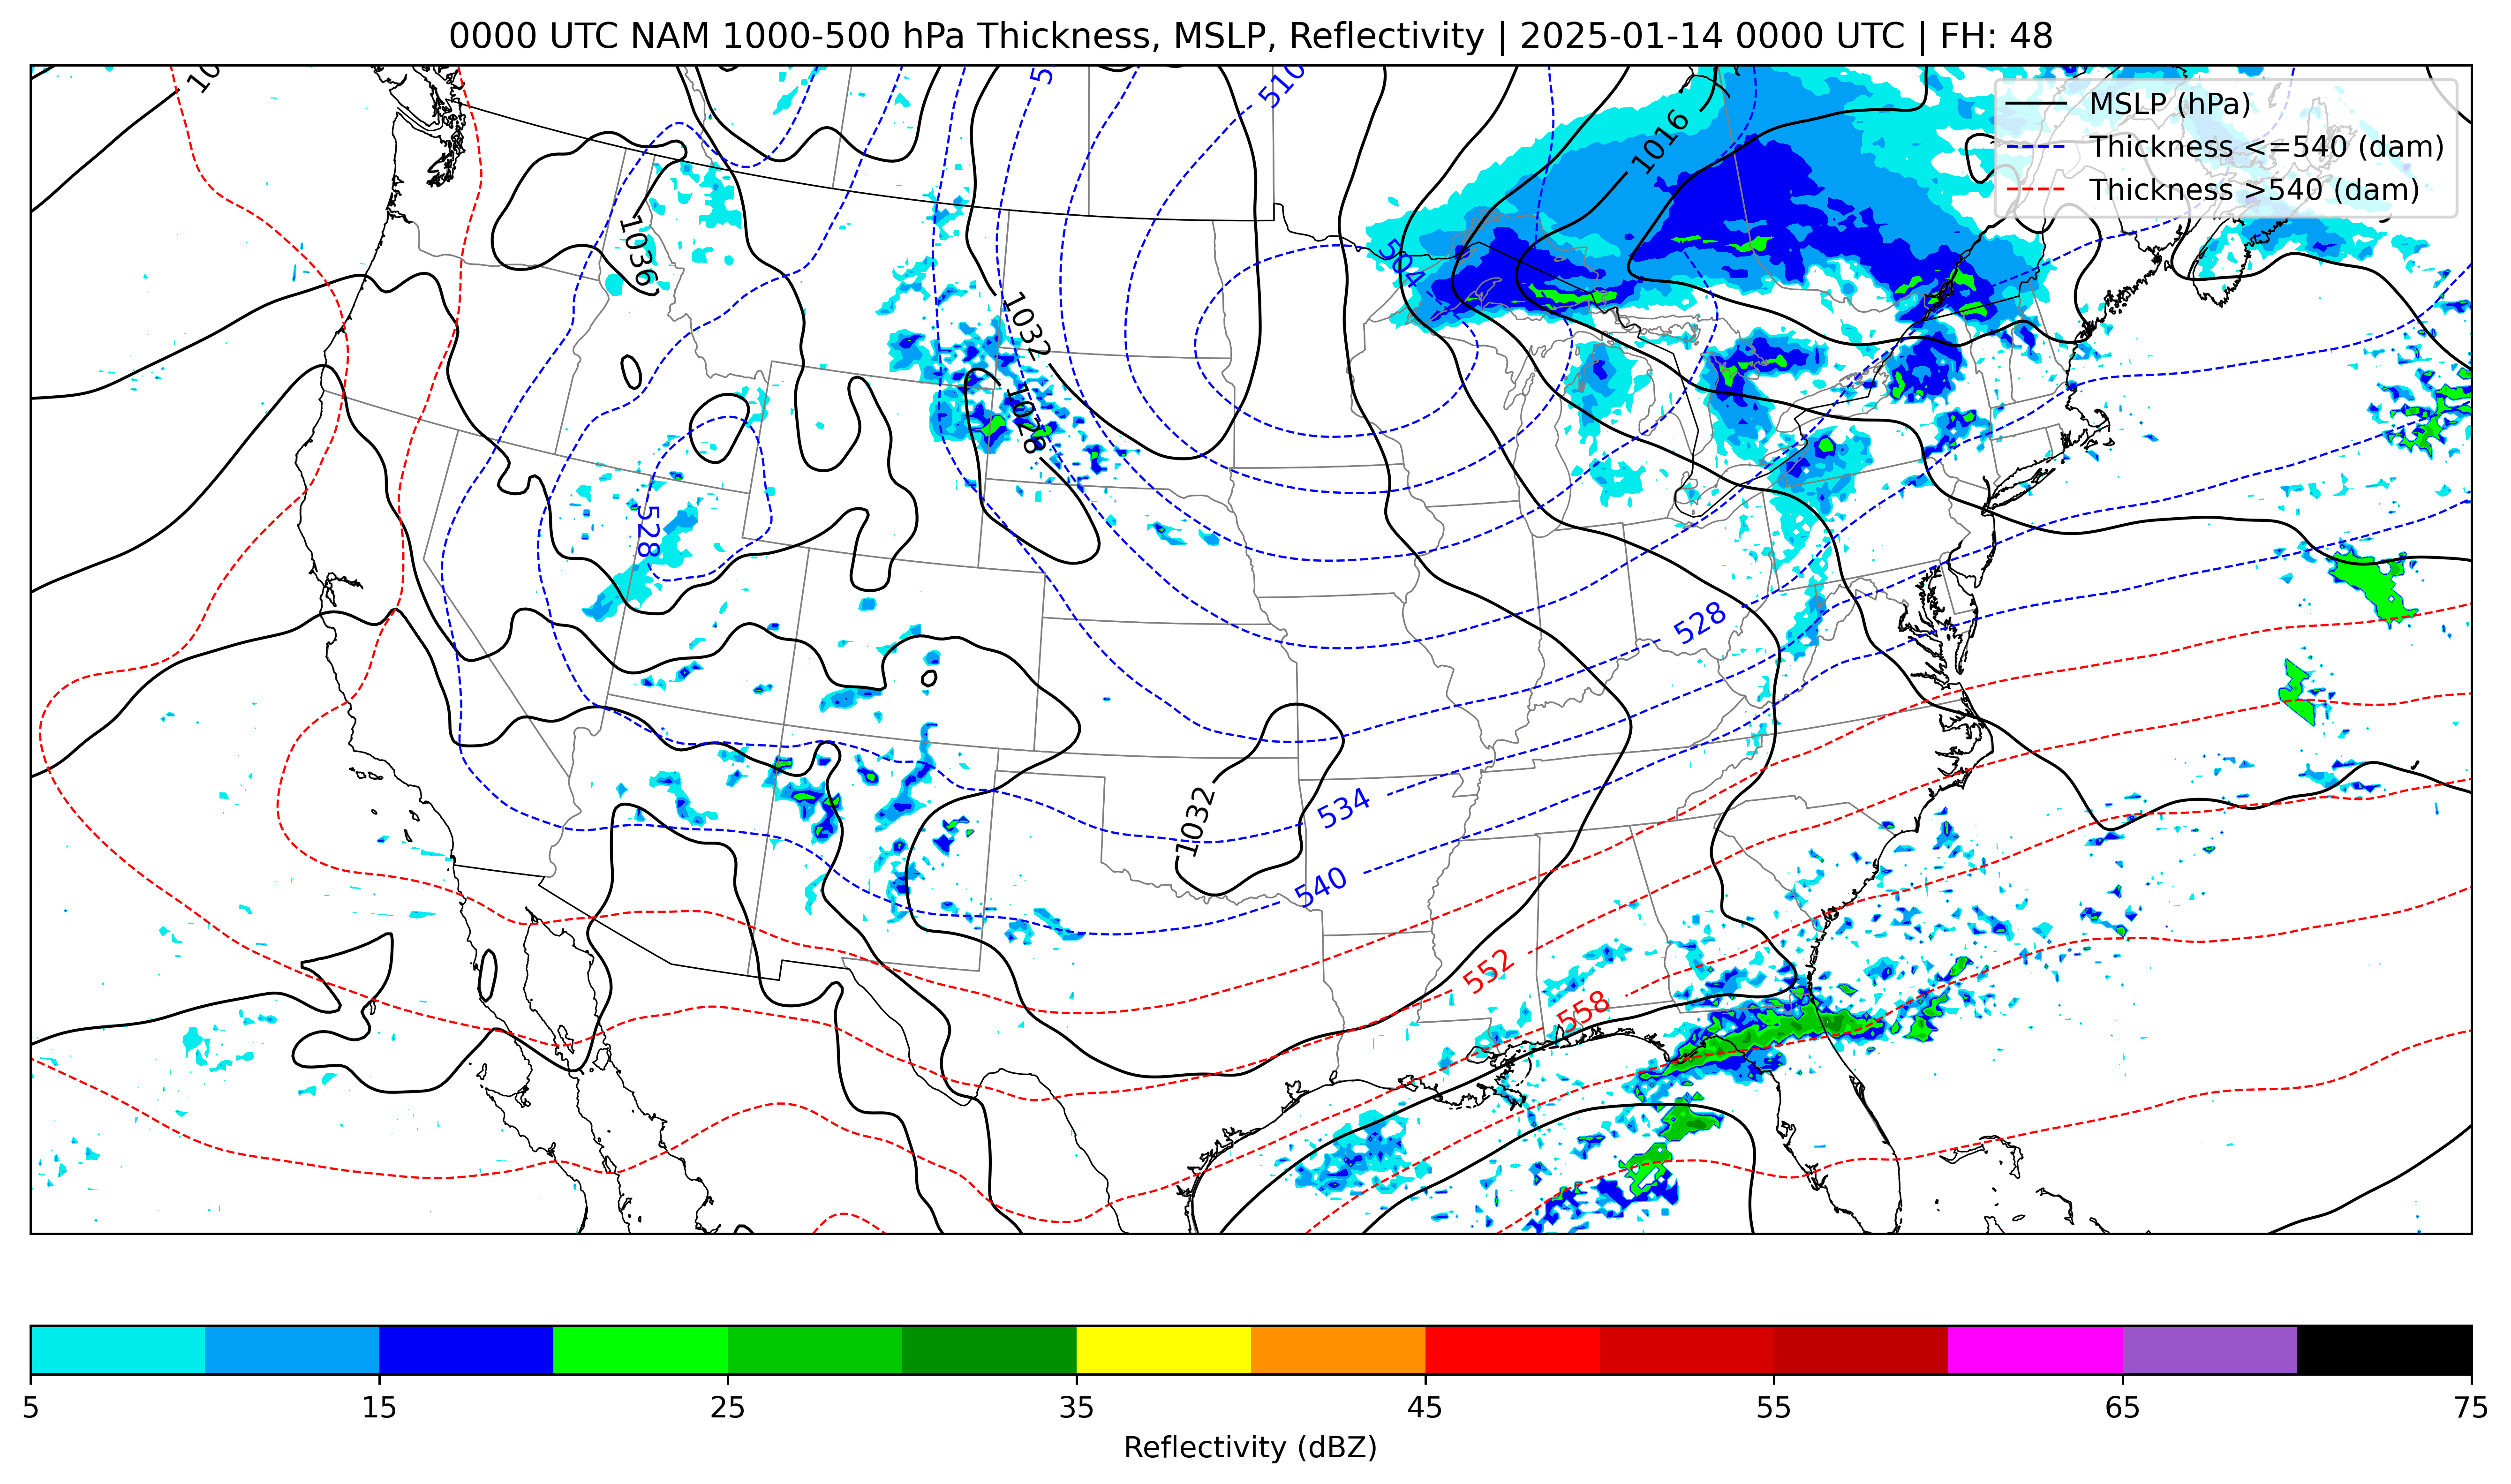 0000 UTC NAM 1000-500 hPa Thickness, MSLP, Reflectivity | 2025-01-14 0000 UTC | FH: 48
MSLP (hPa)
Thickness <=540 (dam)
Thickness >540 (dam)
510
1016
504
1036
1032
1028
528
528
1032
534
540
552
558
5 15 25 35 45 55 65 75
Reflectivity (dBZ)